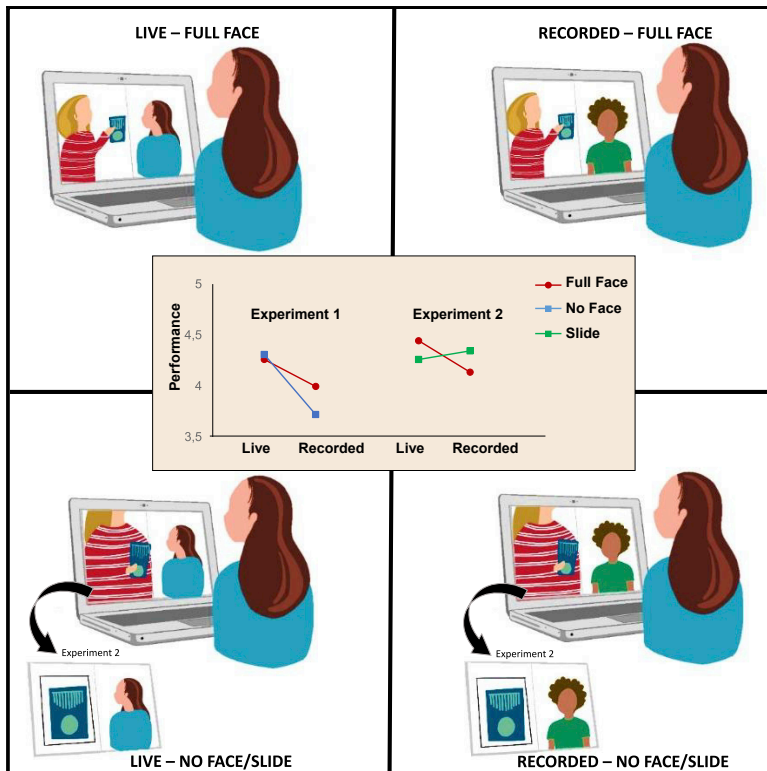 LIVE – FULL FACE
RECORDED – FULL FACE
Full Face
No Face
Slide
Experiment 1
Experiment 2
Performance
5
4,5
4
3,5
Live
Recorded
Live
Recorded
Experiment 2
Experiment 2
LIVE – NO FACE/SLIDE
RECORDED – NO FACE/SLIDE